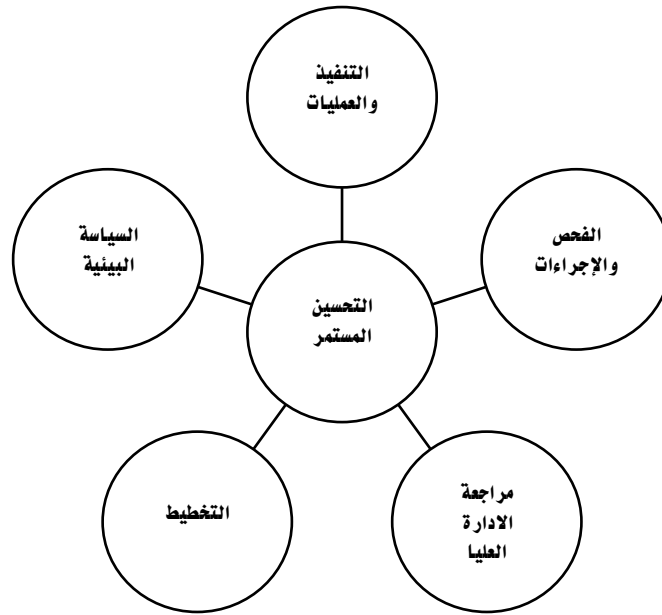 التنفيذ
والعمليات
السياسة
البيئية
الفحص
والإجراءات
التحسين
المستمر
التخطيط
مراجعة
الادارة
العليا